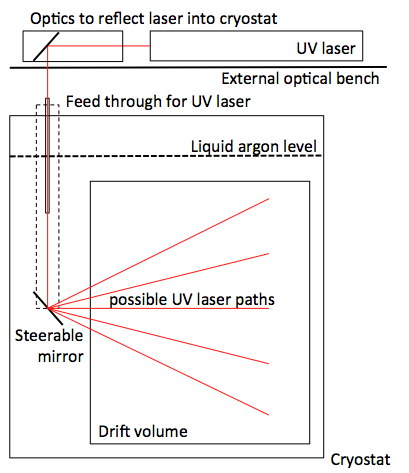 Optics to reflect laser into cryostat
UV laser
External optical bench
Feed through for UV laser
Liquid argon level
possible UV laser paths
Steerable
mirror
Drift volume
Cryostat